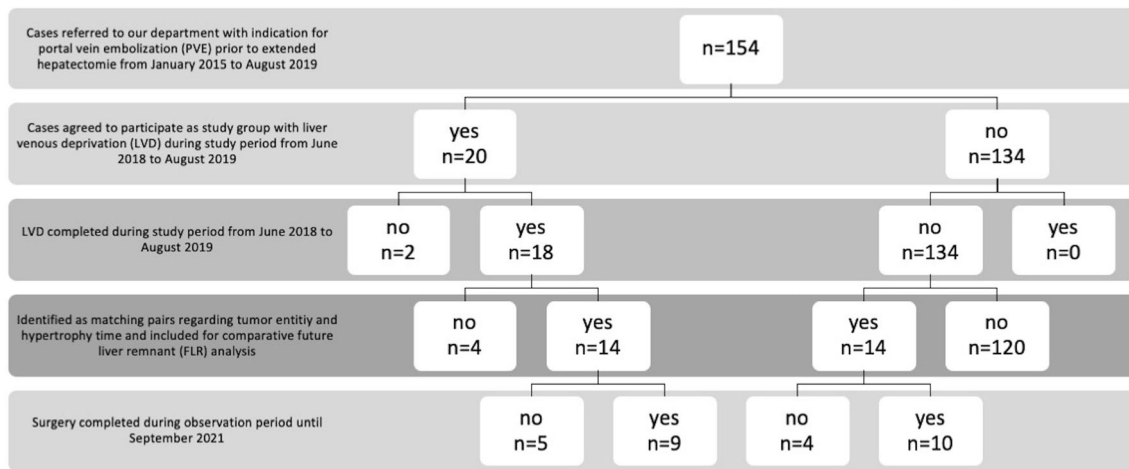 Cases referred to our department with indication for
portal vein embolization (PVE) prior to extended
hepatectomie from January 2015 to August 2019
n=154
Cases agreed to participate as study group with liver
venous deprivation (LVD) during study period from June
2018 to August 2019
yes
n=20
no
n=134
LVD completed during study period from June 2018 to
August 2019
no
n=2
yes
n=18
no
n=134
yes
n=0
Identified as matching pairs regarding tumor entitiy and
hypertrophy time and included for comparative future
liver remnant (FLR) analysis
no
n=4
yes
n=14
yes
n=14
no
n=120
Surgery completed during observation period until
September 2021
no
n=5
yes
n=9
no
n=4
yes
n=10